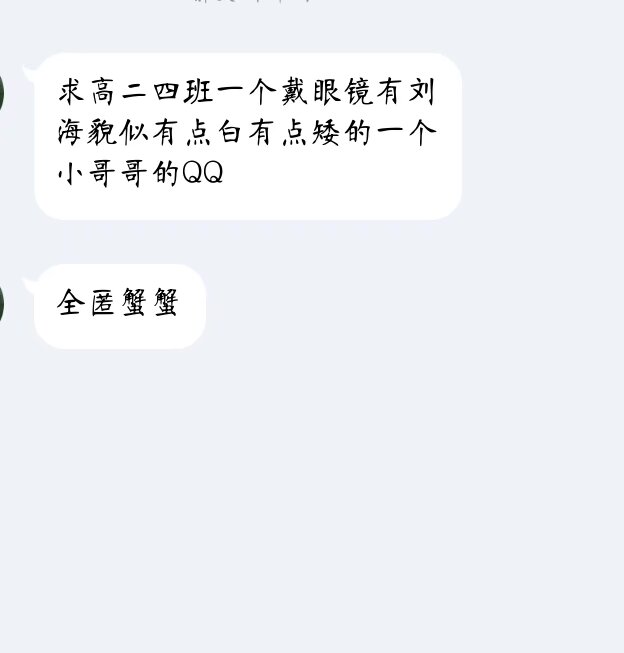 求高二四班一个戴眼镜有刘
海貌似有点白有点矮的一个
小哥哥的QQ
全匿蟹蟹